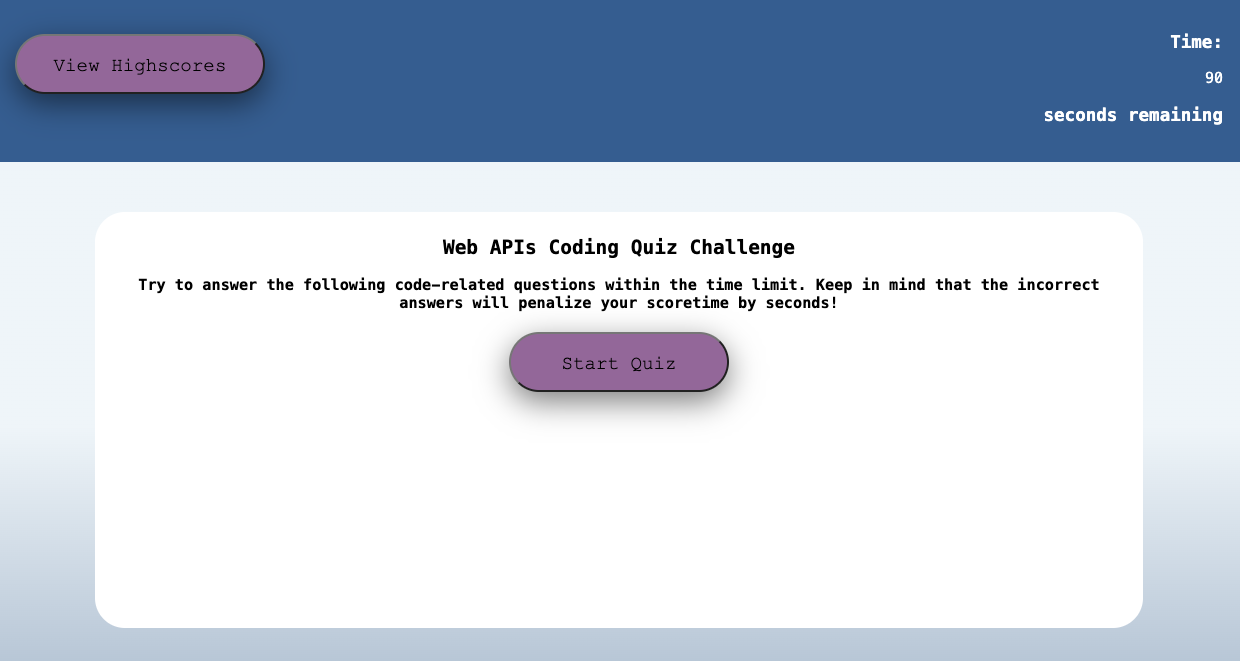 View Highscores
Time:
90
seconds remaining
Web APIs Coding Quiz Challenge
Try to answer the following code-related questions within the time limit. Keep in mind that the incorrect
answers will penalize your scoretime by seconds!
Start Quiz